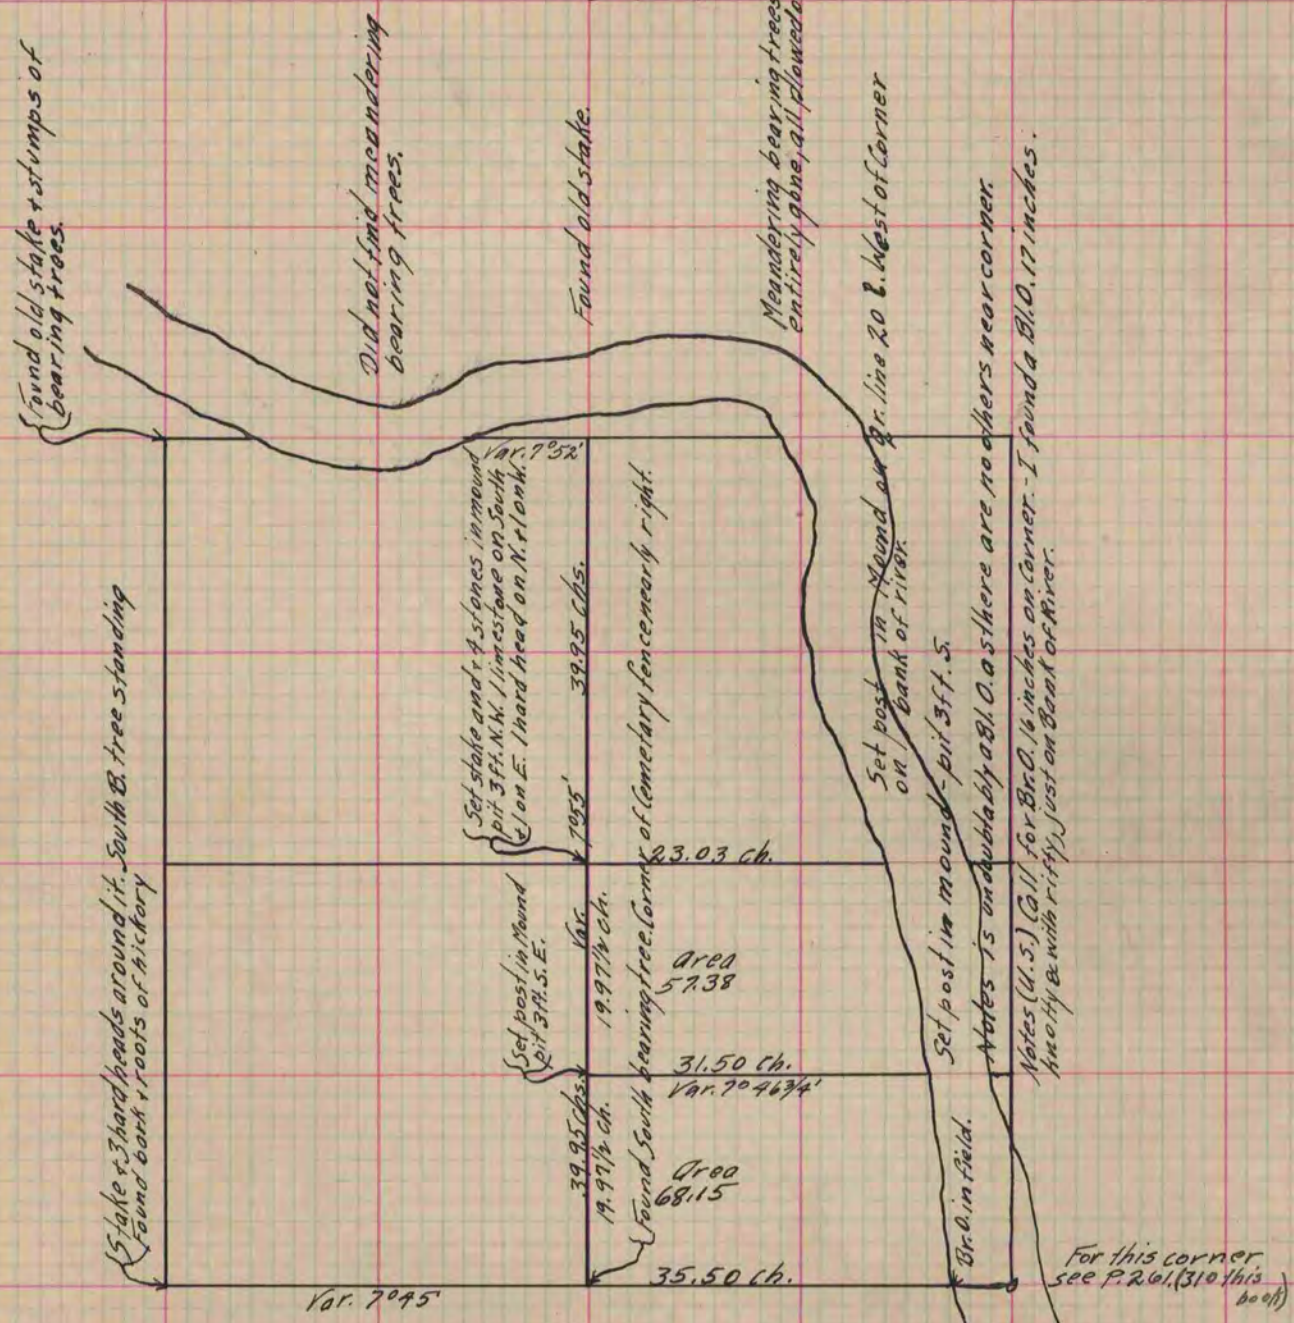 Found old stake + stumps of
bearing trees.
Did not find meandering
bearing trees.
Found old stake.
Meandering bearing trees
entirely gone, all plowed
Set post in Mound on qr. line 20 l. West of Corner
on bank of river.
Notes is undoubtably a Bl.O. as there are no others near corner.
Notes (U.S.) Call for Br.O. 16 inches on Corner. - I found a Bl.O. 17 inches.
knotty & with rifty, just on Bank of River.
Var. 7°52'
Set stake and 4 stones in mound
pit 3 ft. N.W. 1 limestone on South
+ 1 on E. 1 hard head on N. + 1 on W.
39.95 chs.
7°55'
Var.
Found South bearing tree. Corner of Cemetary fence nearly right.
Stake + 3 hard heads around it. South B. tree standing
Found bark + roots of hickory
23.03 ch.
Set post in Mound
pit 3 ft. S.E.
19.97½ ch.
area
57.38
Set post in mound - pit 3 ft. S.
31.50 ch.
Var. 7°46¾'
39.95 chs.
19.97½ ch.
Area
68.15
Br.O. in field.
35.50 ch.
Var. 7°45'
For this corner
see P. 261. (310 this
book)